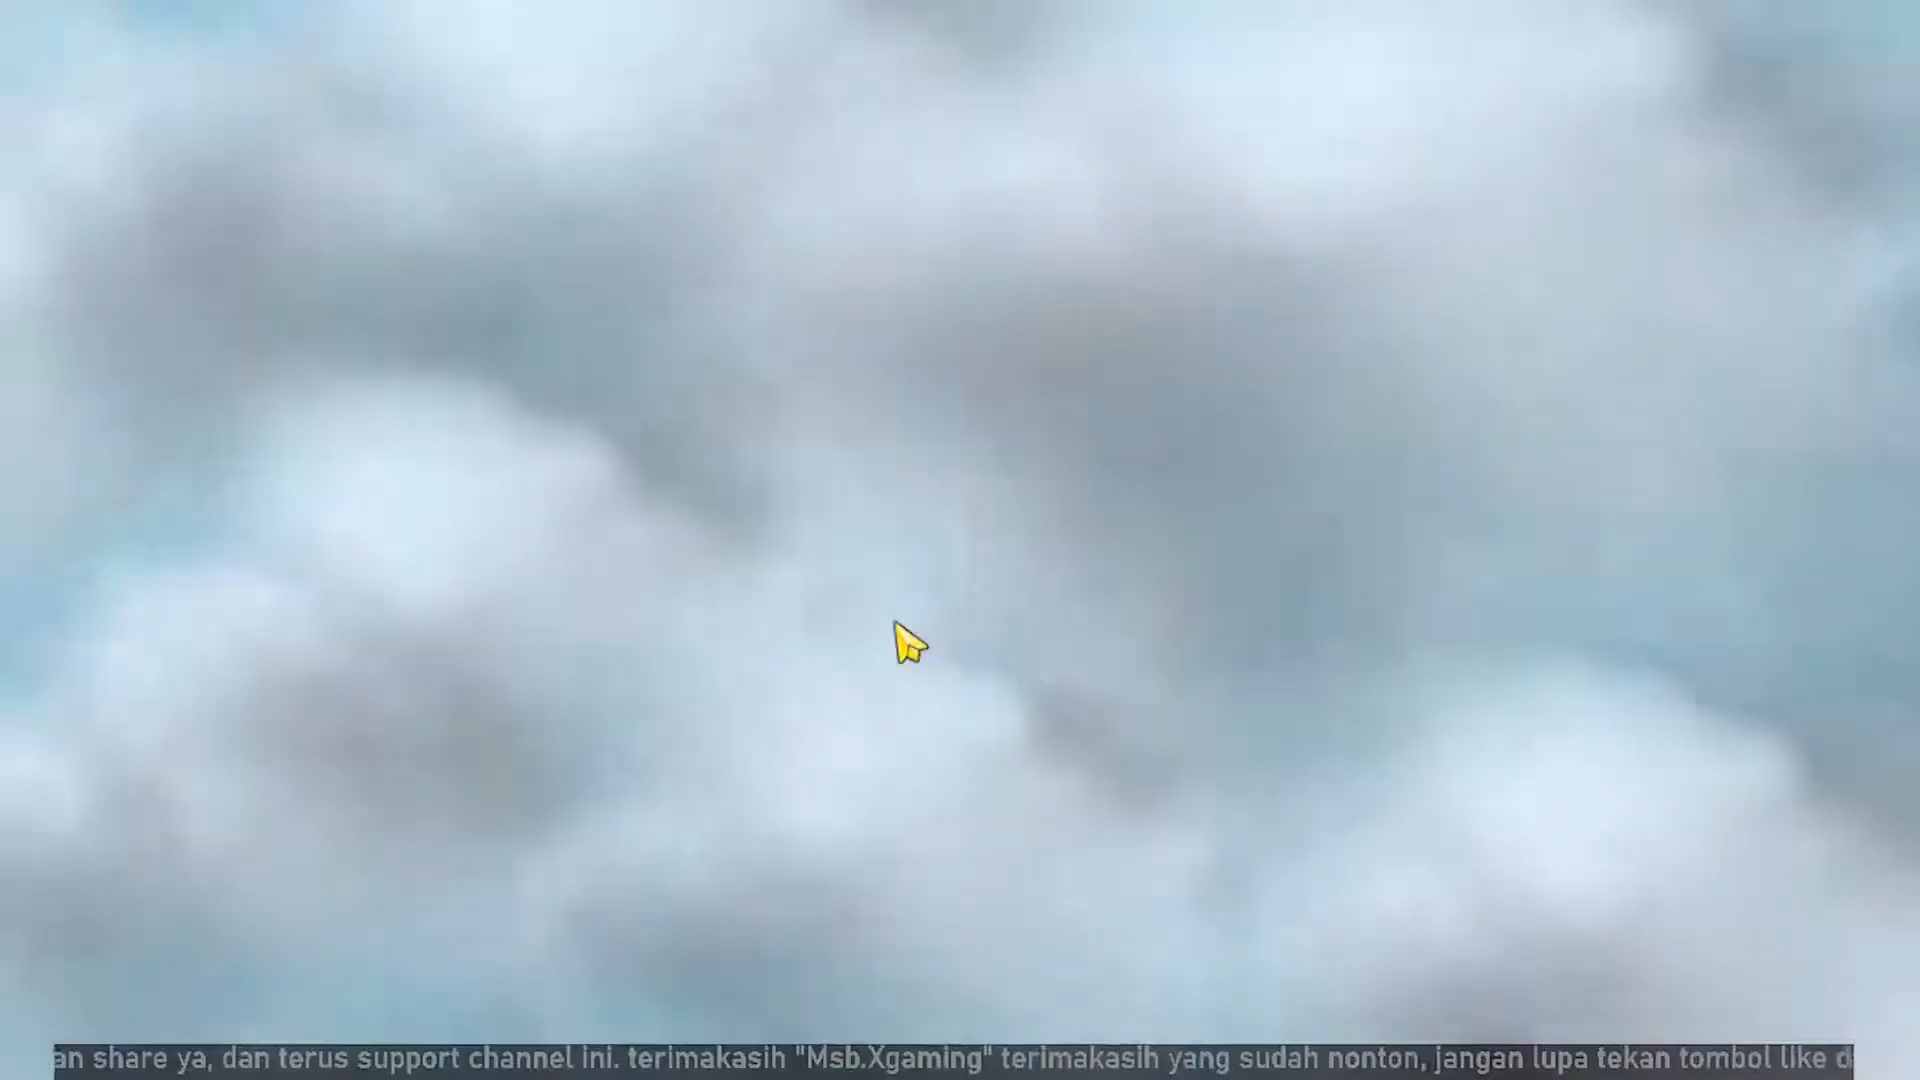 an share ya, dan terus support channel ini. terimakasih "Msb.Xgaming" terimakasih yang sudah nonton, jangan lupa tekan tombol like